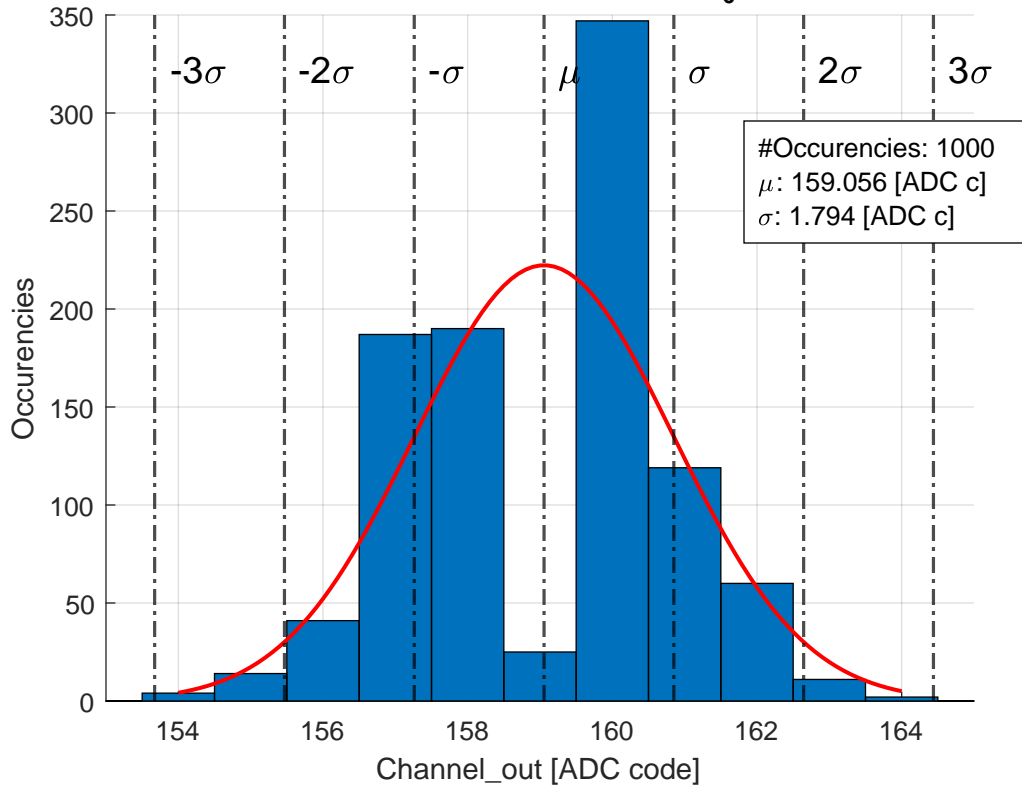 350
300
250
200
150
100
50
0
Occurencies
-3σ -2σ -σ μ σ 2σ 3σ
#Occurencies: 1000
μ: 159.056 [ADC c]
σ: 1.794 [ADC c]
154 156 158 160 162 164
Channel_out [ADC code]